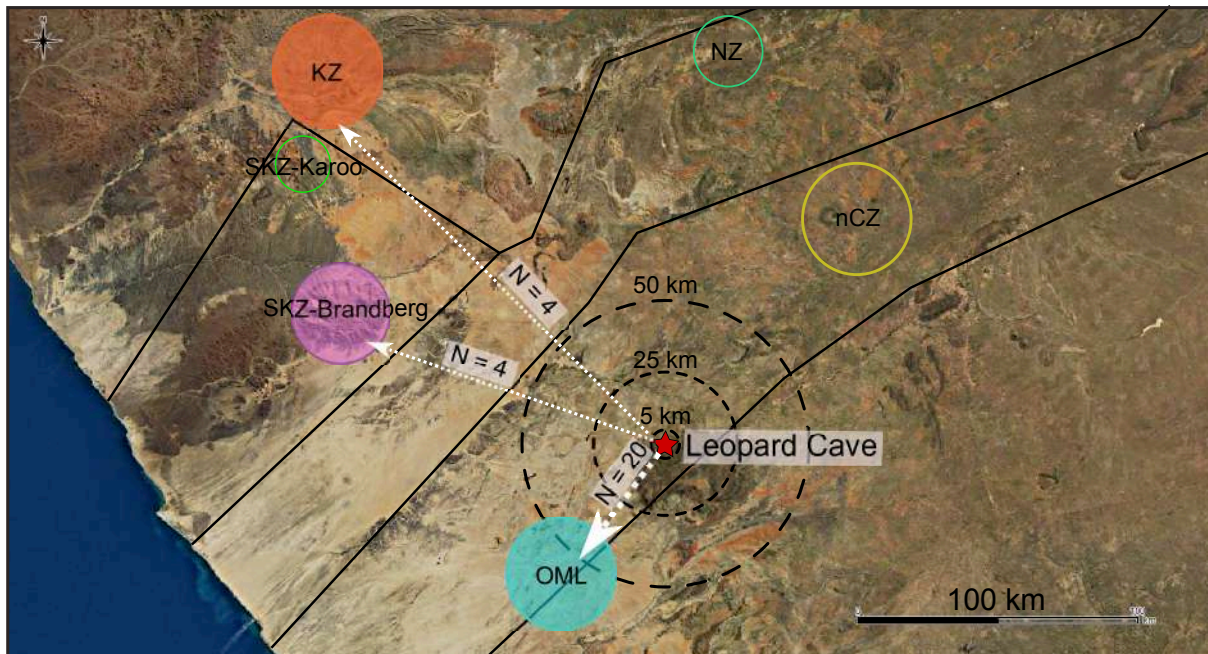 KZ
NZ
SKZ-Karoo
nCZ
N = 4
50 km
SKZ-Brandberg
N = 4
25 km
5 km
Leopard Cave
N = 20
OML
100 km